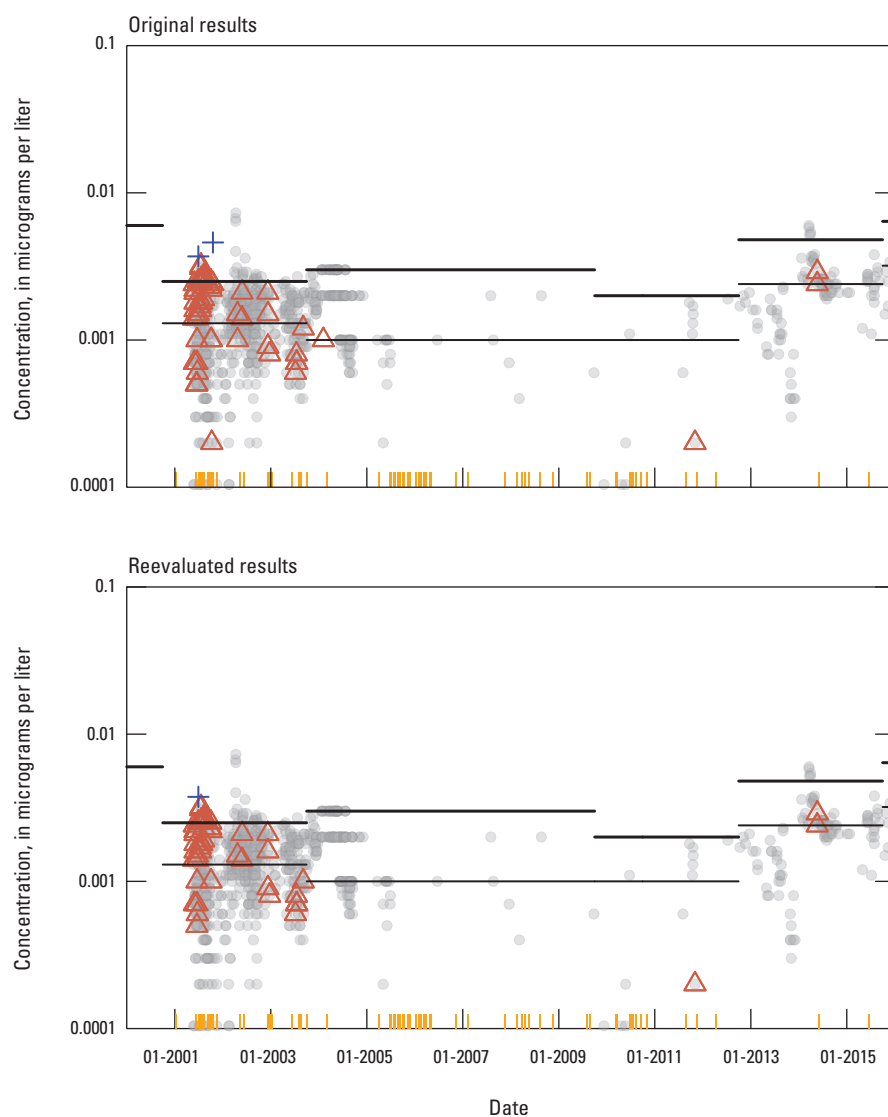 Original results
0.1
0.01
0.001
0.0001
Concentration, in micrograms per liter
Reevaluated results
0.1
0.01
0.001
0.0001
Concentration, in micrograms per liter
01-2001 01-2003 01-2005 01-2007 01-2009 01-2011 01-2013 01-2015
Date